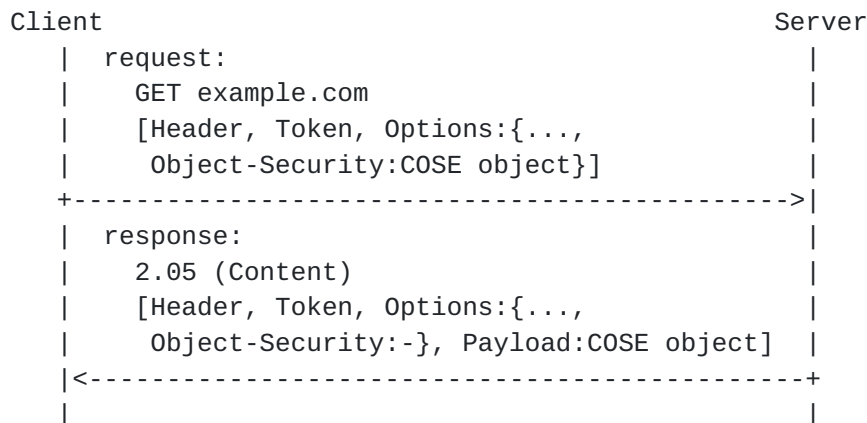 Client                                           Server
   |  request:                                     |
   |    GET example.com                            |
   |    [Header, Token, Options:{...,              |
   |     Object-Security:COSE object}]             |
   +---------------------------------------------->|
   |  response:                                    |
   |    2.05 (Content)                             |
   |    [Header, Token, Options:{...,              |
   |     Object-Security:-}, Payload:COSE object]  |
   |<----------------------------------------------+
   |                                               |